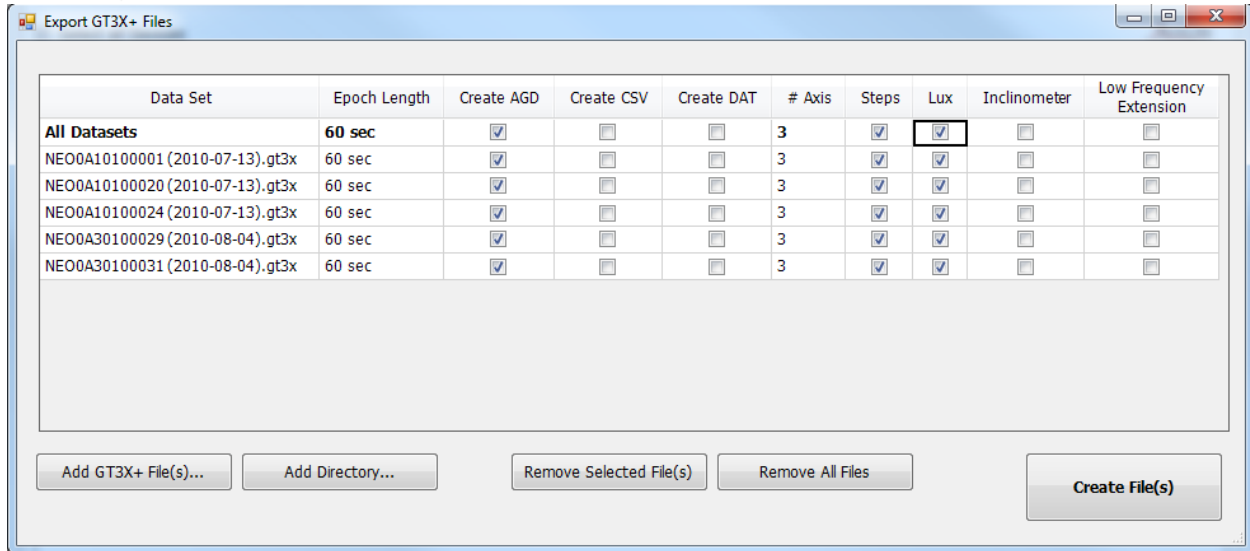 Export GT3X+ Files
Data Set Epoch Length Create AGD Create CSV Create DAT # Axis Steps Lux Inclinometer Low Frequency Extension
All Datasets 60 sec 3
NEO0A10100001 (2010-07-13).gt3x 60 sec 3
NEO0A10100020 (2010-07-13).gt3x 60 sec 3
NEO0A10100024 (2010-07-13).gt3x 60 sec 3
NEO0A30100029 (2010-08-04).gt3x 60 sec 3
NEO0A30100031 (2010-08-04).gt3x 60 sec 3
Add GT3X+ File(s)... Add Directory... Remove Selected File(s) Remove All Files Create File(s)